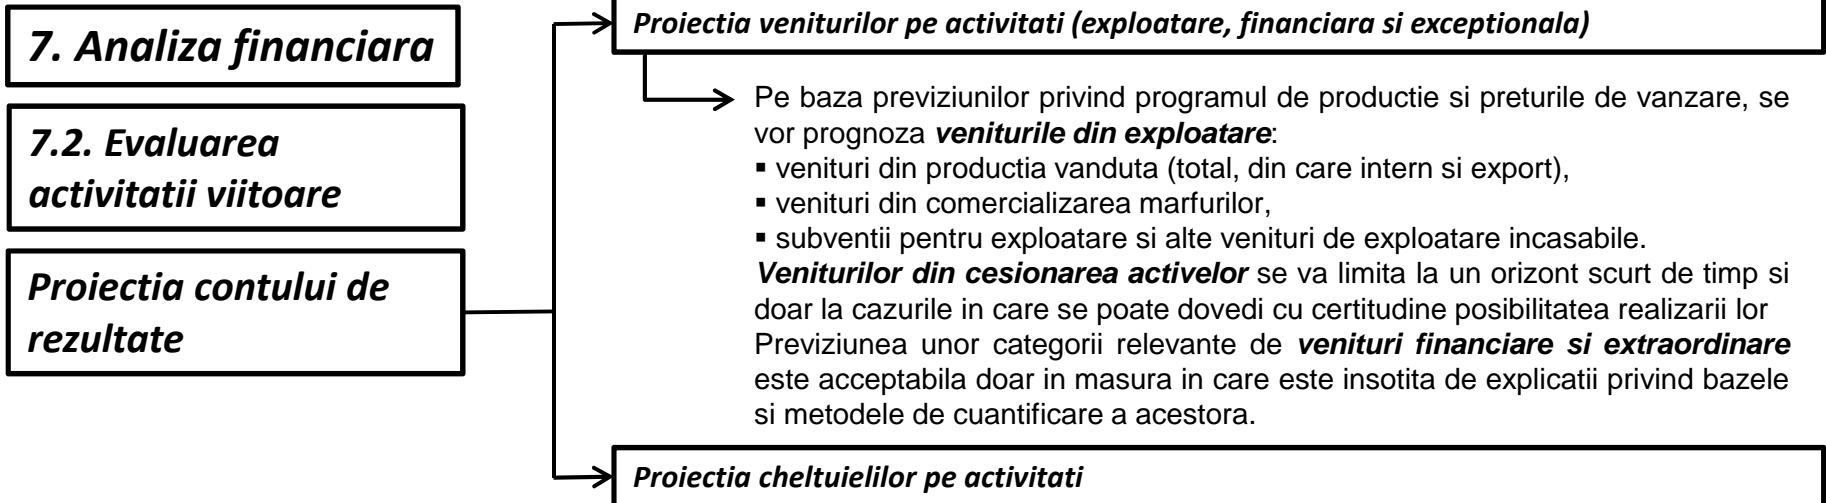 7. Analiza financiara
7.2. Evaluarea
activitatii viitoare
Proiectia contului de
rezultate
Proiectia veniturilor pe activitati (exploatare, financiara si exceptionala)
Pe baza previziunilor privind programul de productie si preturile de vanzare, se
vor prognoza veniturile din exploatare:
▪ venituri din productia vanduta (total, din care intern si export),
▪ venituri din comercializarea marfurilor,
▪ subventii pentru exploatare si alte venituri de exploatare incasabile.
Veniturilor din cesionarea activelor se va limita la un orizont scurt de timp si
doar la cazurile in care se poate dovedi cu certitudine posibilitatea realizarii lor
Previziunea unor categorii relevante de venituri financiare si extraordinare
este acceptabila doar in masura in care este insotita de explicatii privind bazele
si metodele de cuantificare a acestora.
Proiectia cheltuielilor pe activitati